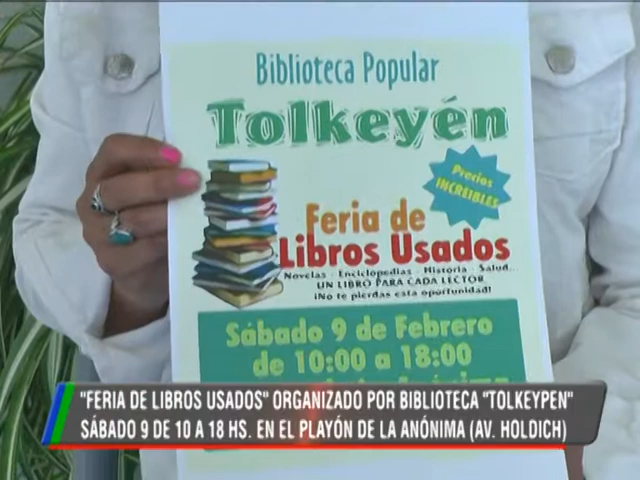 Biblioteca Popular
Tolkeyén
Precios
INCREIBLES
Feria de
Libros Usados
Novelas - Enciclopedias - Historia - Salud...
UN LIBRO PARA CADA LECTOR
¡No te pierdas esta oportunidad!
Sábado 9 de Febrero
de 10:00 a 18:00
"FERIA DE LIBROS USADOS" ORGANIZADO POR BIBLIOTECA "TOLKEYPEN"
SÁBADO 9 DE 10 A 18 HS. EN EL PLAYÓN DE LA ANÓNIMA (AV. HOLDICH)